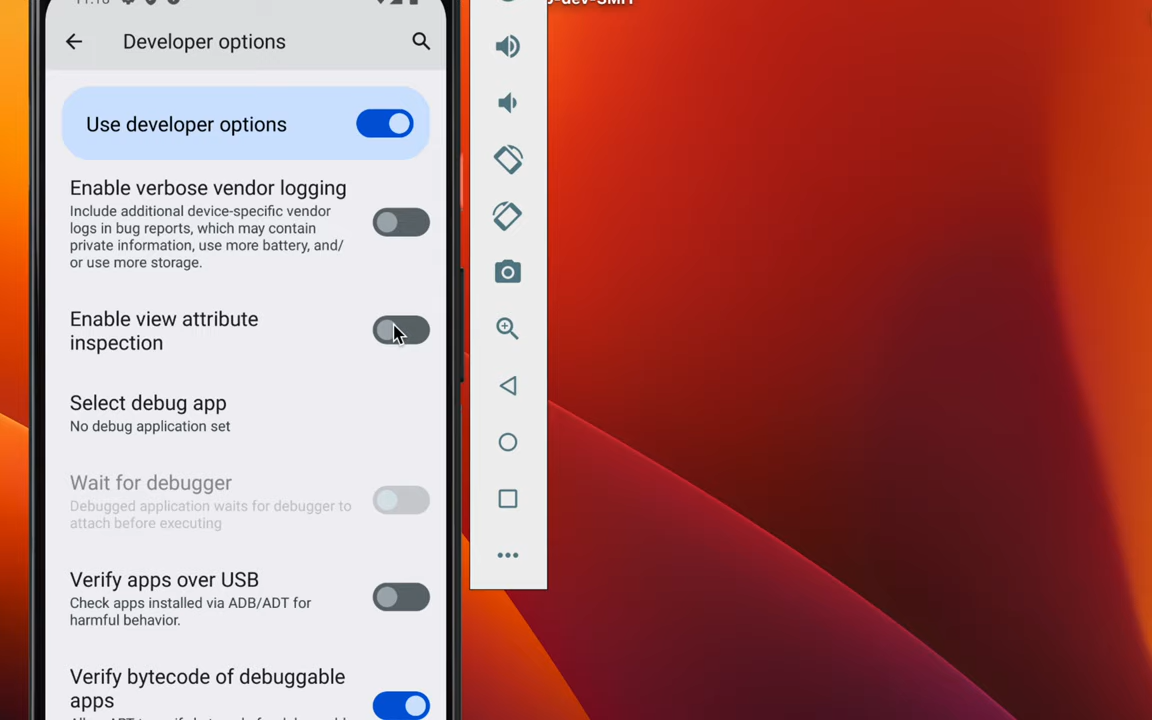 Developer options
Use developer options
Enable verbose vendor logging
Include additional device-specific vendor
logs in bug reports, which may contain
private information, use more battery, and/
or use more storage.
Enable view attribute
inspection
Select debug app
No debug application set
Wait for debugger
Debugged application waits for debugger to
attach before executing
Verify apps over USB
Check apps installed via ADB/ADT for
harmful behavior.
Verify bytecode of debuggable
apps